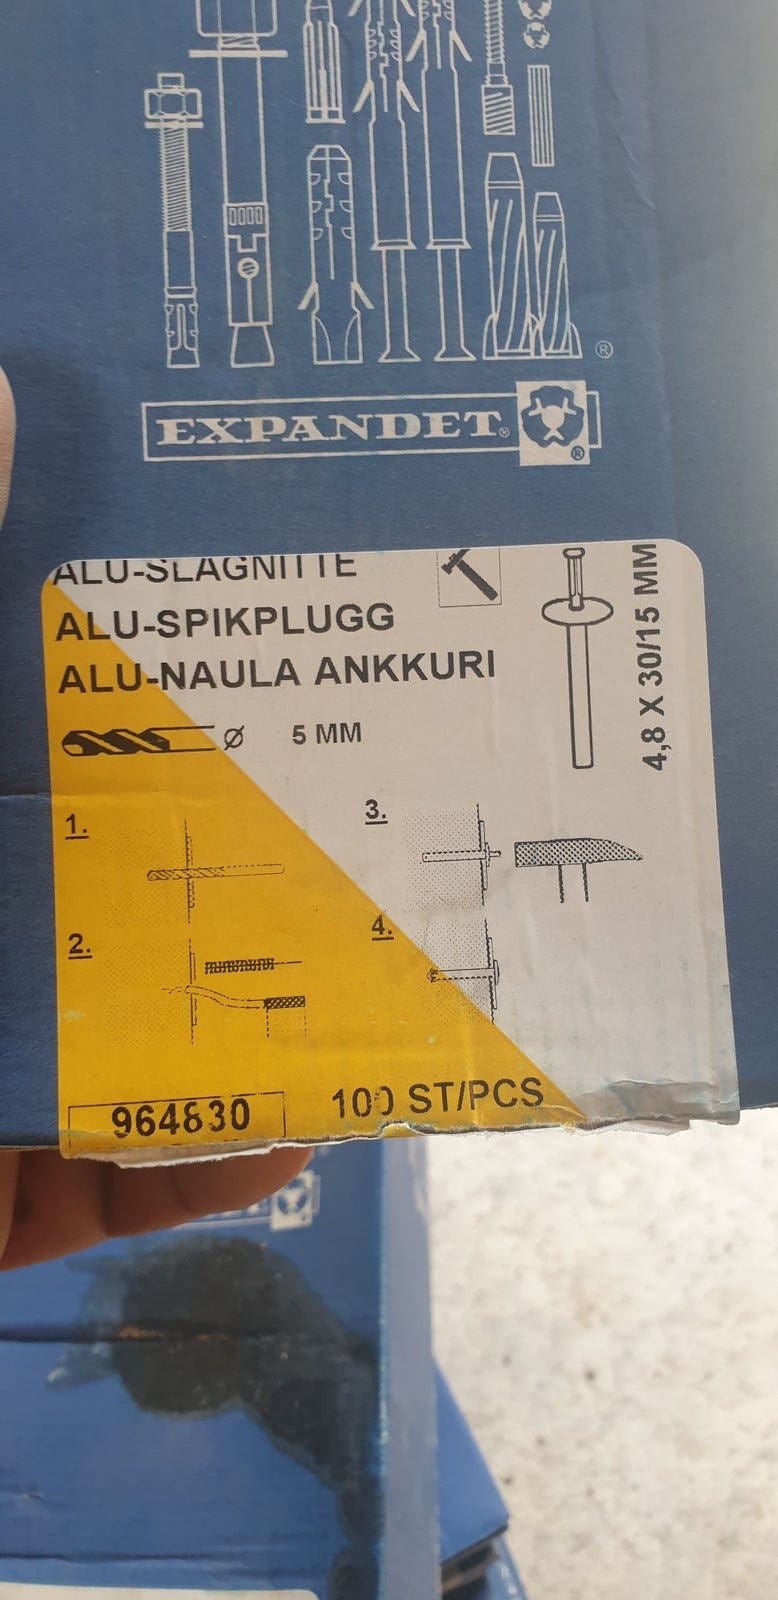 ®
EXPANDET®
®
ALU-SLAGNITTE
ALU-SPIKPLUGG
ALU-NAULA ANKKURI
4,8 X 30/15 MM
Ø 5 MM
1.
2.
3.
4.
964830
100 ST/PCS